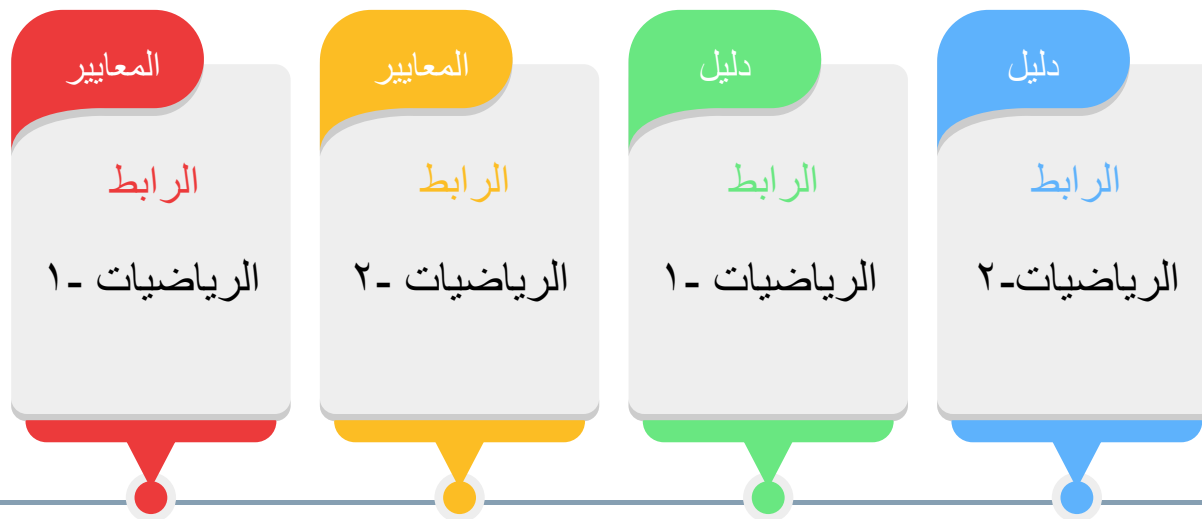 دليل
الرابط
الرياضيات-٢
دليل
الرابط
الرياضيات -١
المعايير
الرابط
الرياضيات -٢
المعايير
الرابط
الرياضيات -١